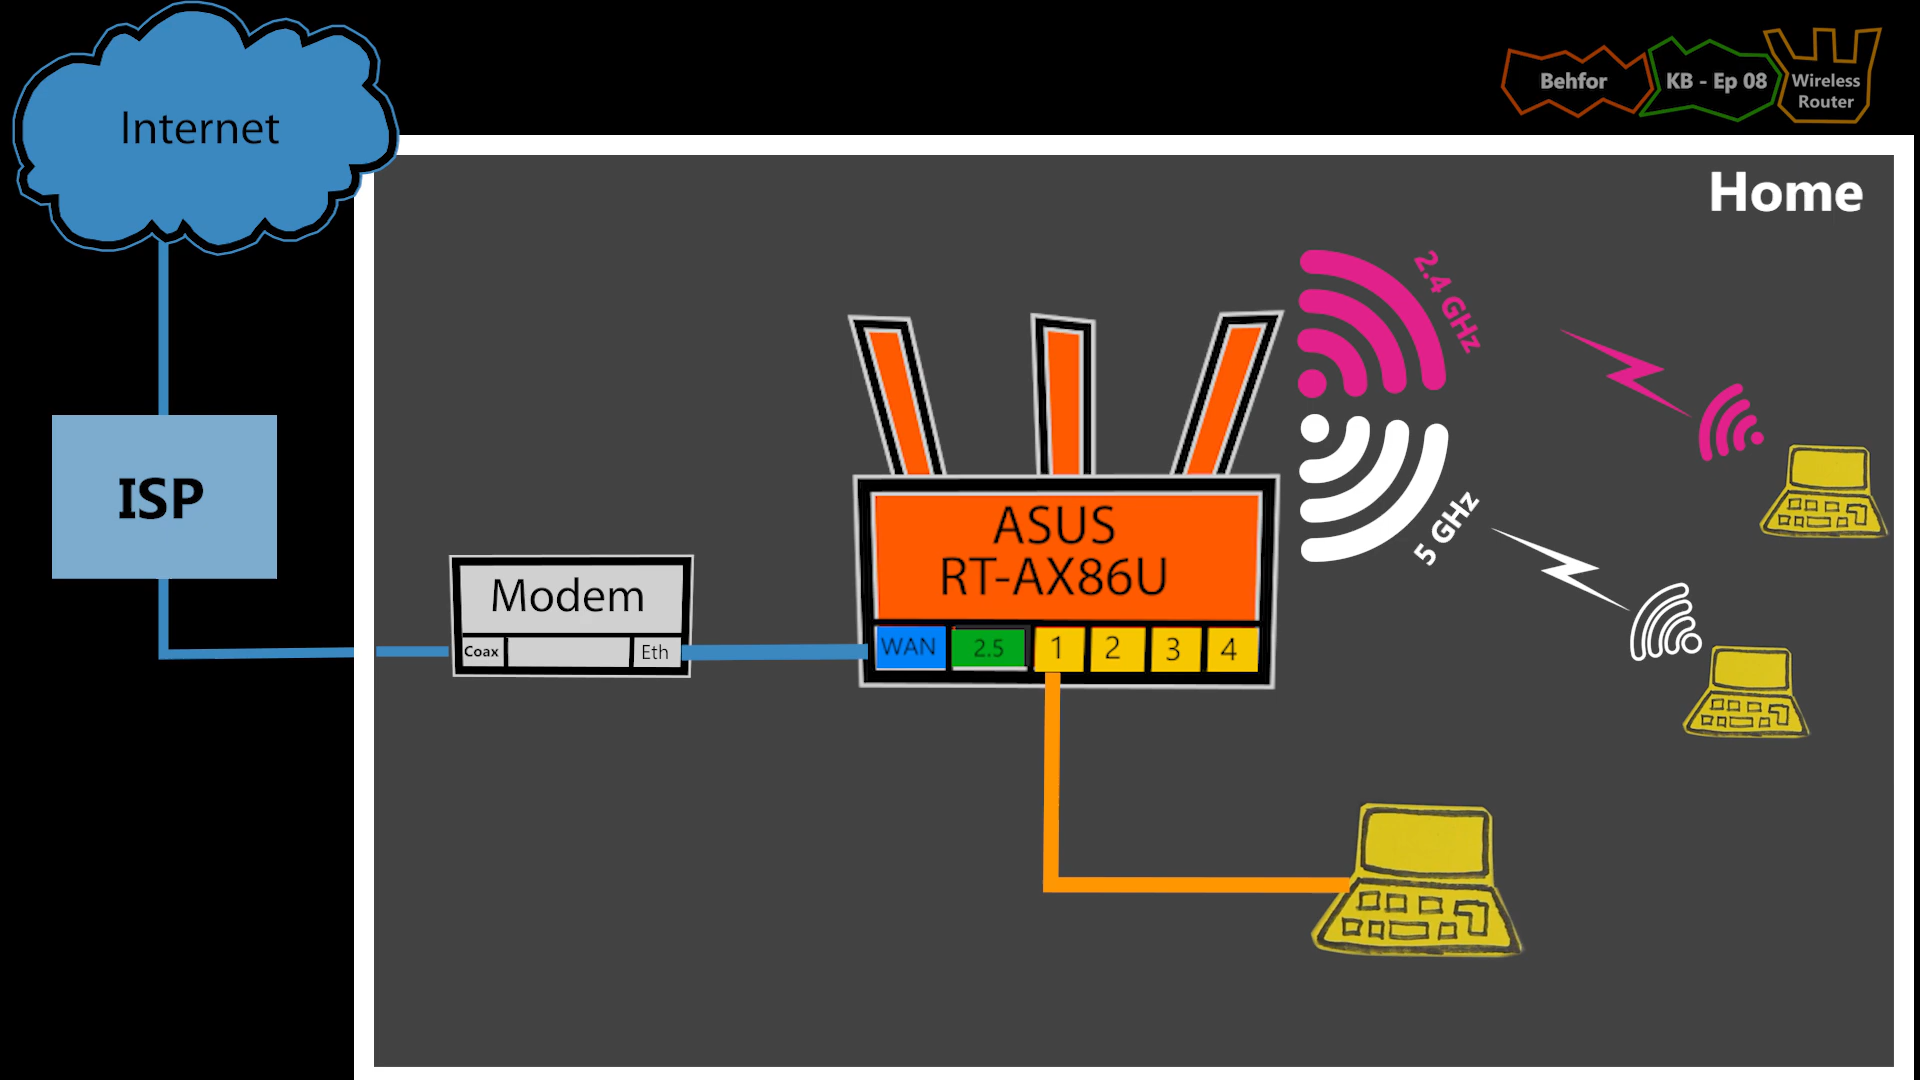 Internet
Behfor
KB - Ep 08
Wireless
Router
Home
2.4 GHz
ISP
ASUS
RT-AX86U
5 GHz
Modem
Coax
Eth
WAN
2.5
1
2
3
4